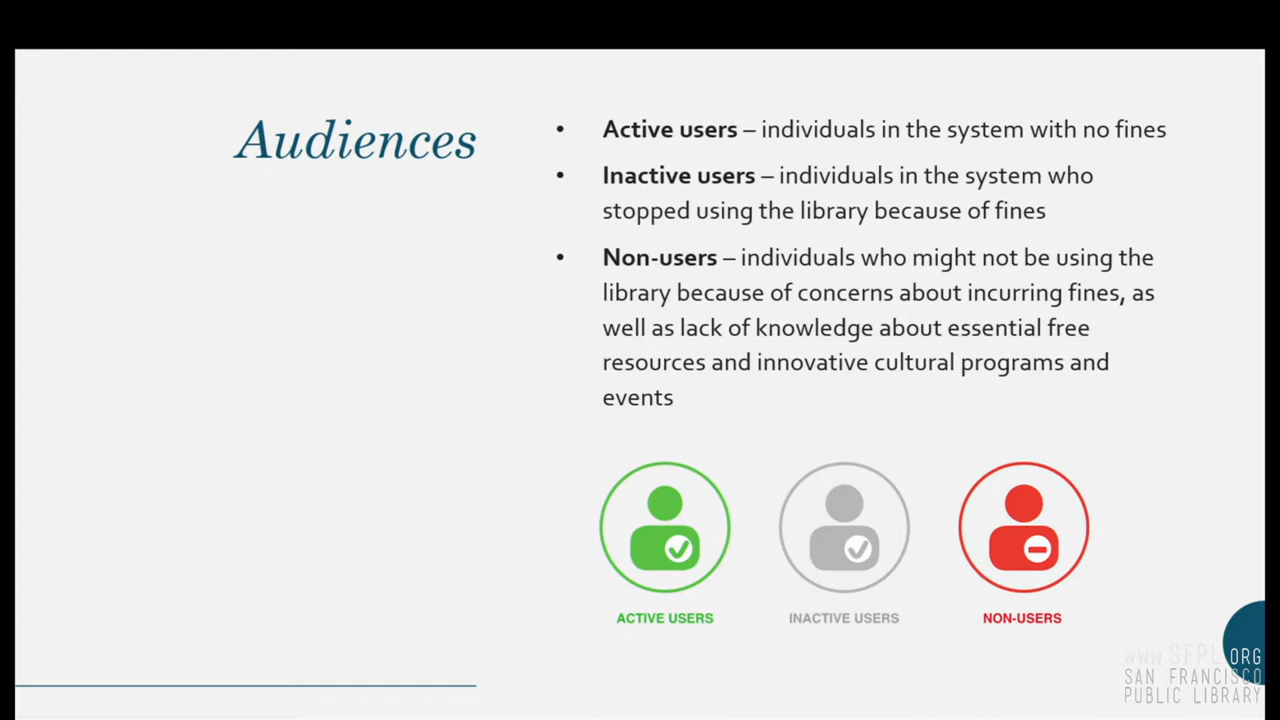 Audiences
• Active users – individuals in the system with no fines
• Inactive users – individuals in the system who
stopped using the library because of fines
• Non-users – individuals who might not be using the
library because of concerns about incurring fines, as
well as lack of knowledge about essential free
resources and innovative cultural programs and
events
ACTIVE USERS
INACTIVE USERS
NON-USERS
www.SFPL.ORG
SAN FRANCISCO
PUBLIC LIBRARY